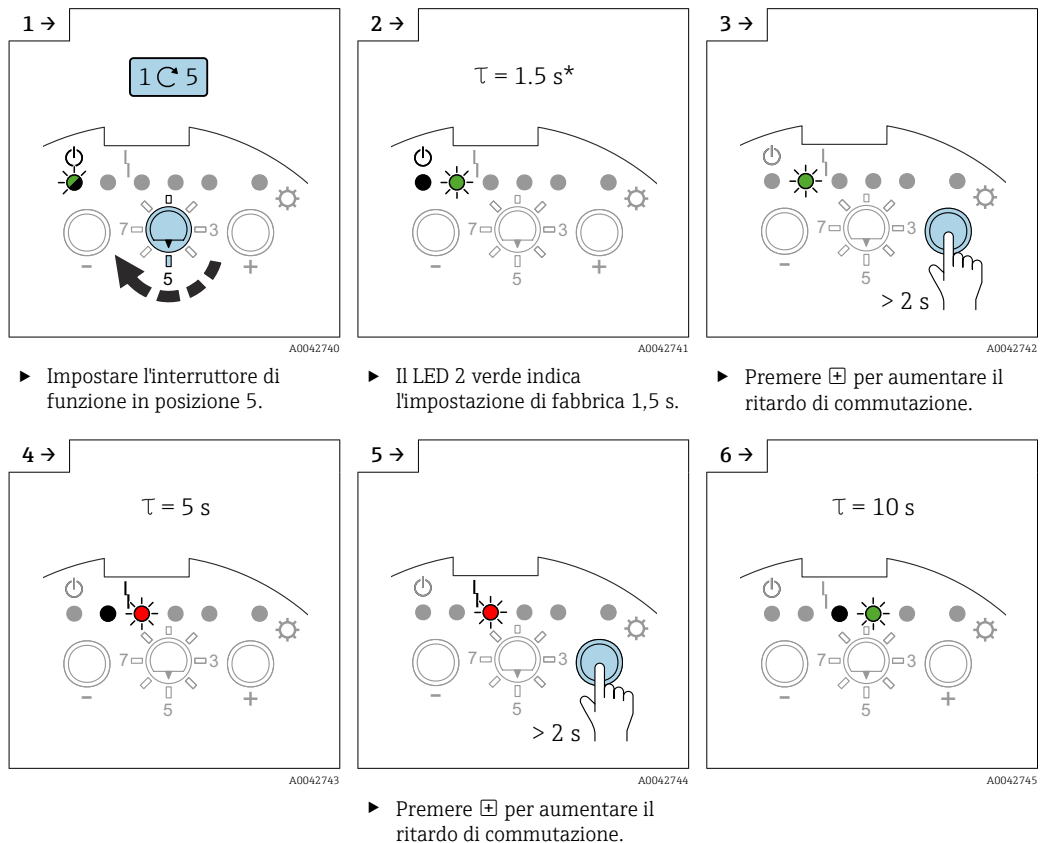 1 →
1 5
7
3
5
-
+
A0042740
► Impostare l'interruttore di
funzione in posizione 5.
2 →
τ = 1.5 s*
7
3
5
-
+
A0042741
► Il LED 2 verde indica
l'impostazione di fabbrica 1,5 s.
3 →
7
3
5
-
> 2 s
A0042742
► Premere + per aumentare il
ritardo di commutazione.
4 →
τ = 5 s
7
3
5
-
+
A0042743
5 →
7
3
5
-
> 2 s
A0042744
► Premere + per aumentare il
ritardo di commutazione.
6 →
τ = 10 s
7
3
5
-
+
A0042745